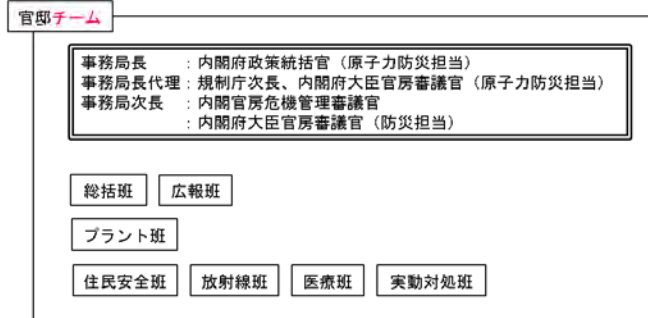 官邸チーム
事務局長　　：内閣府政策統括官（原子力防災担当）
事務局長代理：規制庁次長、内閣府大臣官房審議官（原子力防災担当）
事務局次長　：内閣官房危機管理審議官
：内閣府大臣官房審議官（防災担当）
総括班　広報班
プラント班
住民安全班　放射線班　医療班　実動対処班